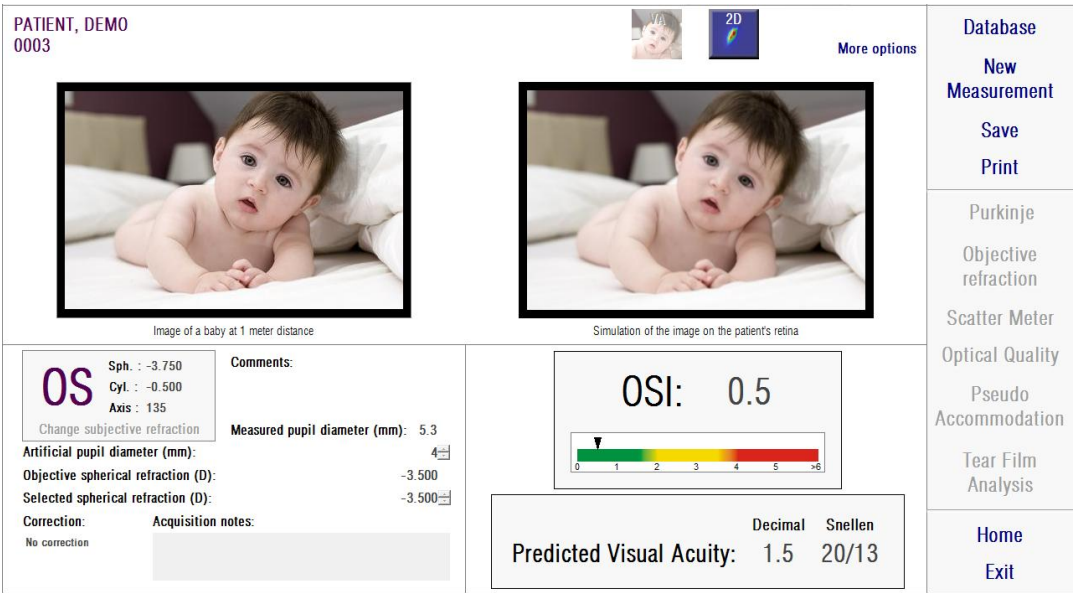 PATIENT, DEMO
0003
VA
2D
More options
Image of a baby at 1 meter distance
Simulation of the image on the patient's retina
OS
Sph. : -3.750
Cyl. : -0.500
Axis : 135
Change subjective refraction
Comments:
Measured pupil diameter (mm): 5.3
Artificial pupil diameter (mm): 4
Objective spherical refraction (D): -3.500
Selected spherical refraction (D): -3.500
Correction: Acquisition notes:
No correction
OSI: 0.5
0 1 2 3 4 5 >6
Decimal Snellen
Predicted Visual Acuity: 1.5 20/13
Database
New
Measurement
Save
Print
Purkinje
Objective
refraction
Scatter Meter
Optical Quality
Pseudo
Accommodation
Tear Film
Analysis
Home
Exit